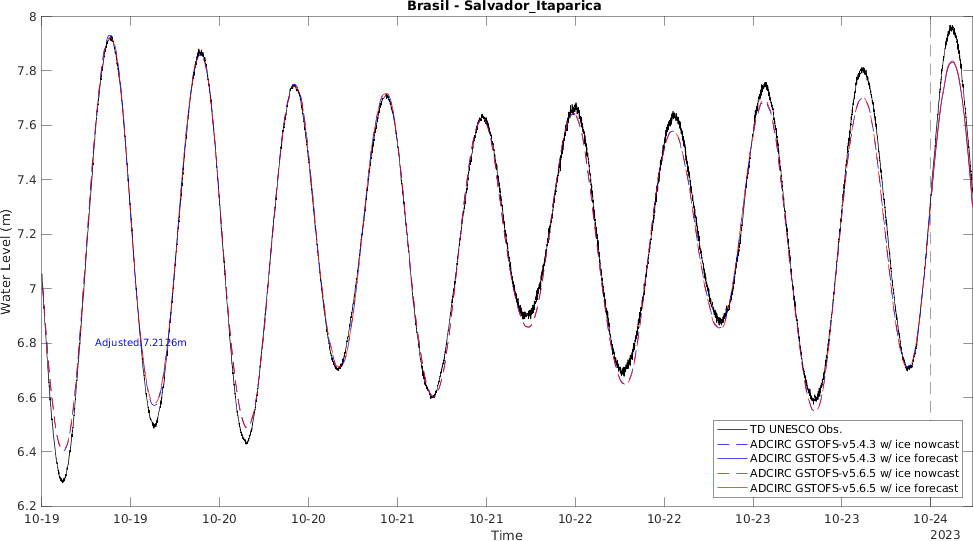 Brasil - Salvador_Itaparica
8
7.8
7.6
7.4
7.2
7
6.8
6.6
6.4
6.2
Water Level (m)
Adjusted:7.2126m
TD UNESCO Obs.
ADCIRC GSTOFS-v5.4.3 w/ ice nowcast
ADCIRC GSTOFS-v5.4.3 w/ ice forecast
ADCIRC GSTOFS-v5.6.5 w/ ice nowcast
ADCIRC GSTOFS-v5.6.5 w/ ice forecast
10-19 10-19 10-20 10-20 10-21 10-21 10-22 10-22 10-23 10-23 10-24
2023
Time